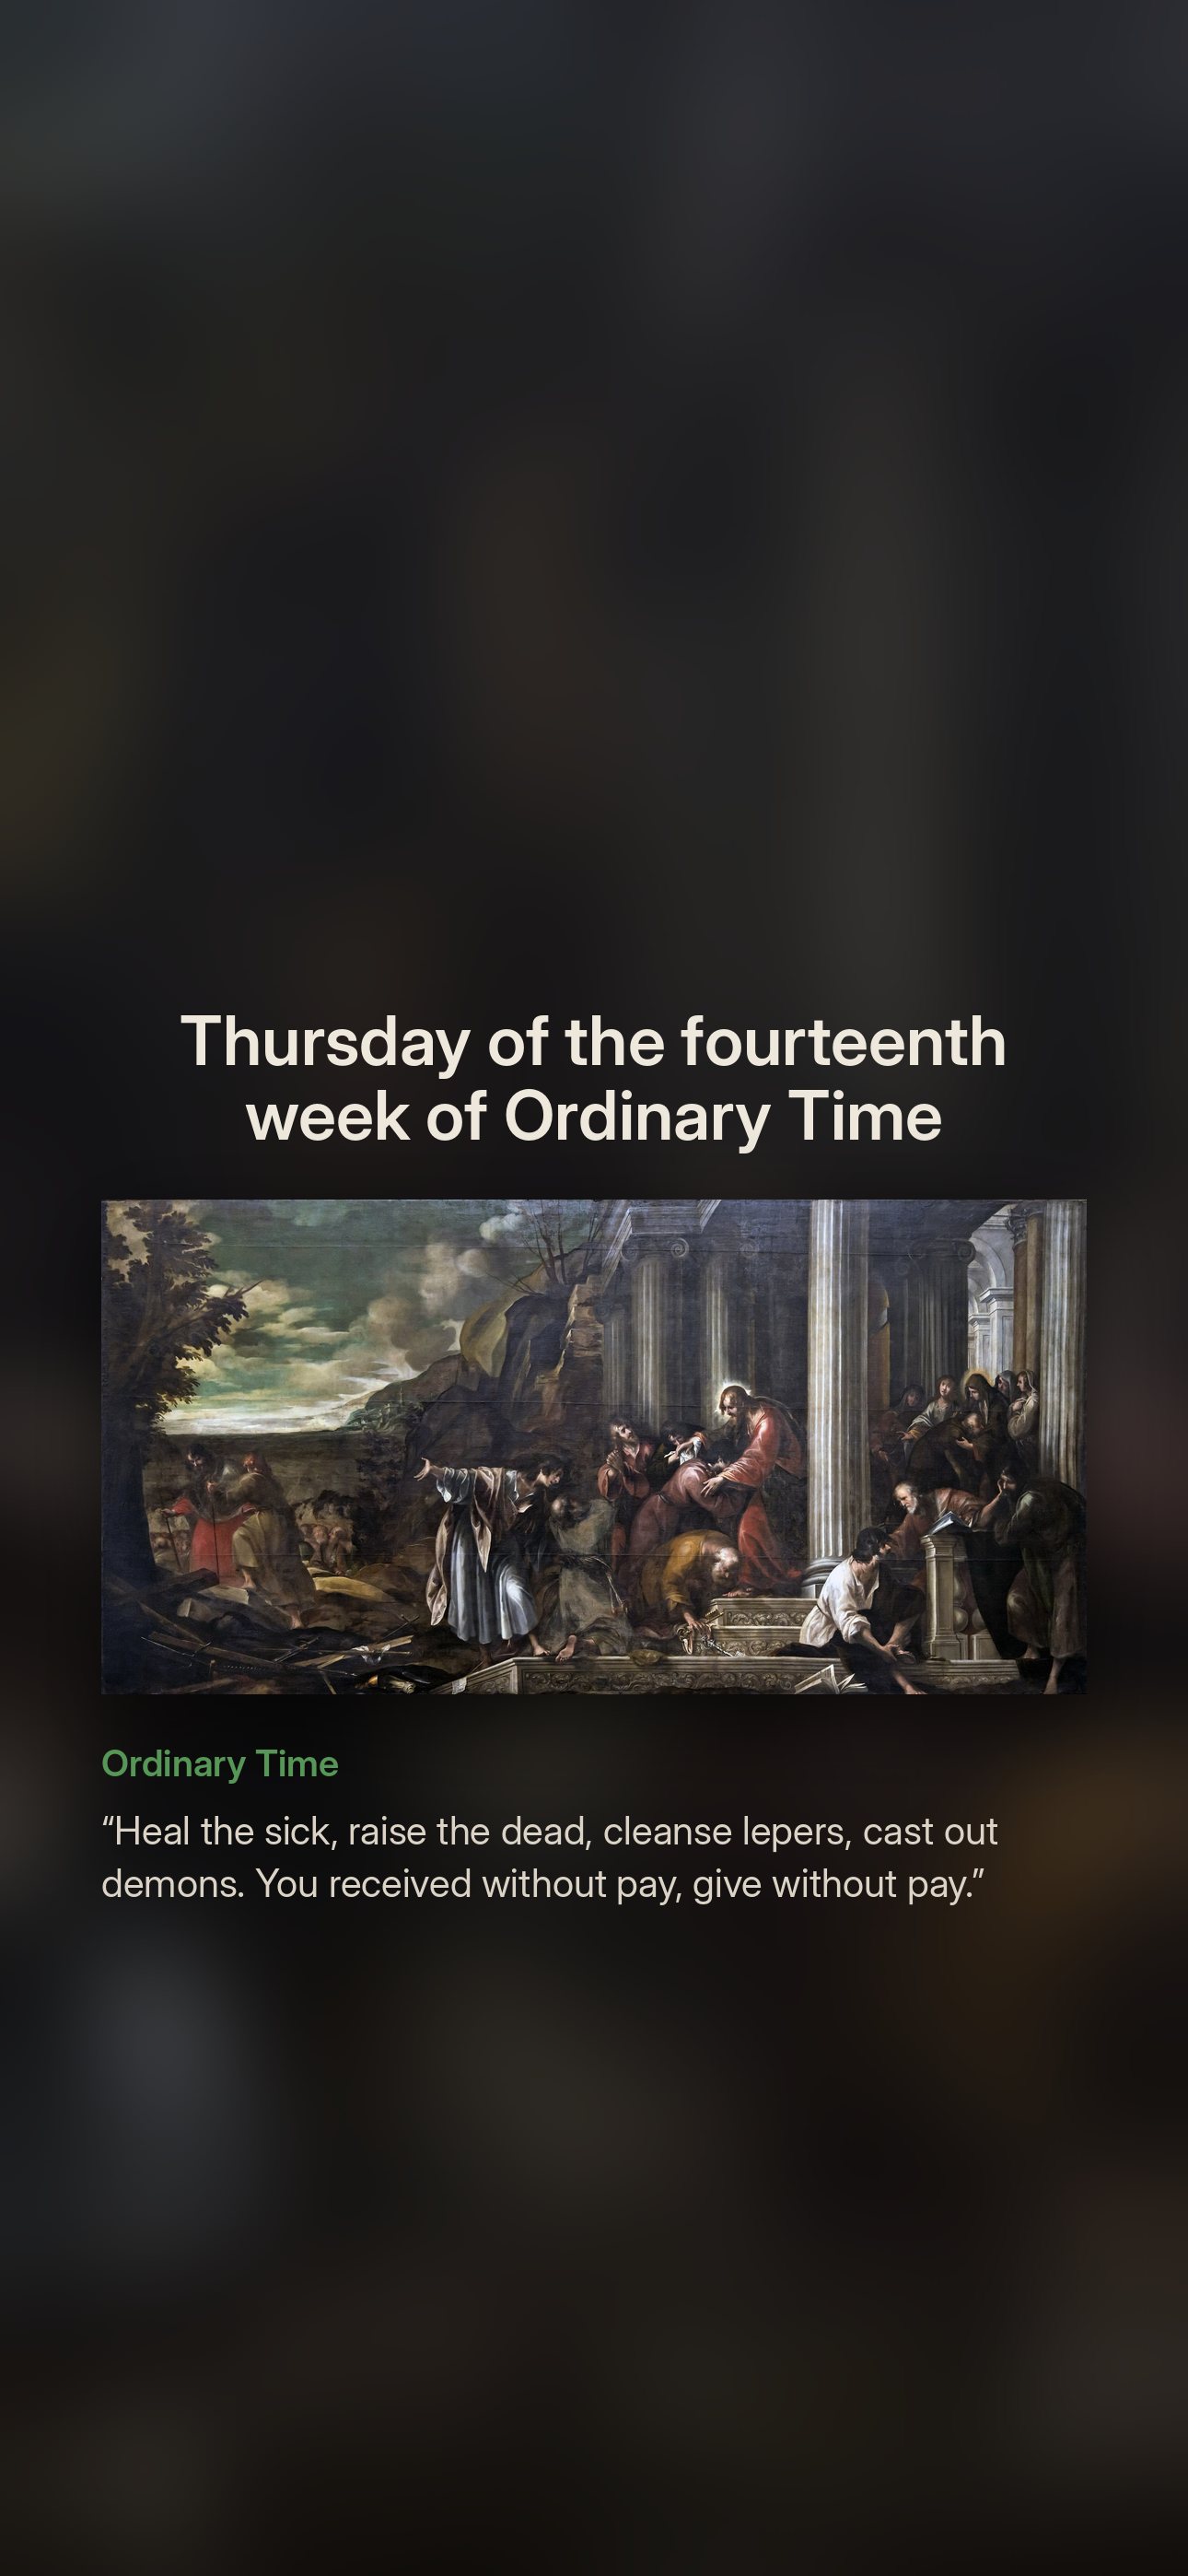 Thursday of the fourteenth
week of Ordinary Time
Ordinary Time
“Heal the sick, raise the dead, cleanse lepers, cast out
demons. You received without pay, give without pay.”